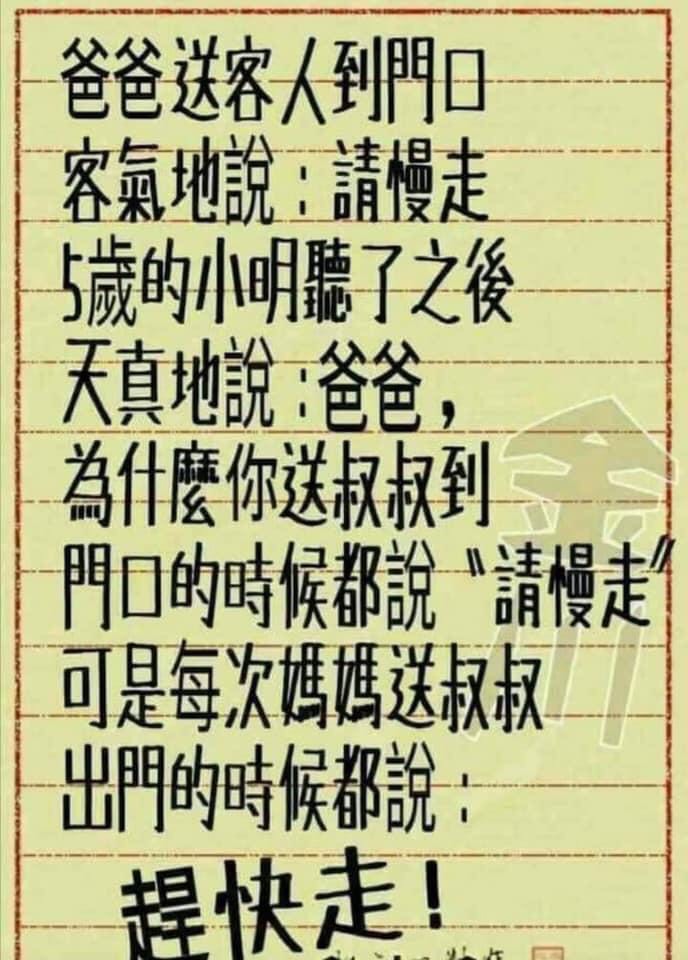 爸爸送客人到門口
客氣地說：請慢走
5歲的小明聽了之後
天真地說：爸爸，
為什麼你送叔叔到
門口的時候都說“請慢走”
可是每次媽媽送叔叔
出門的時候都說：
趕快走！